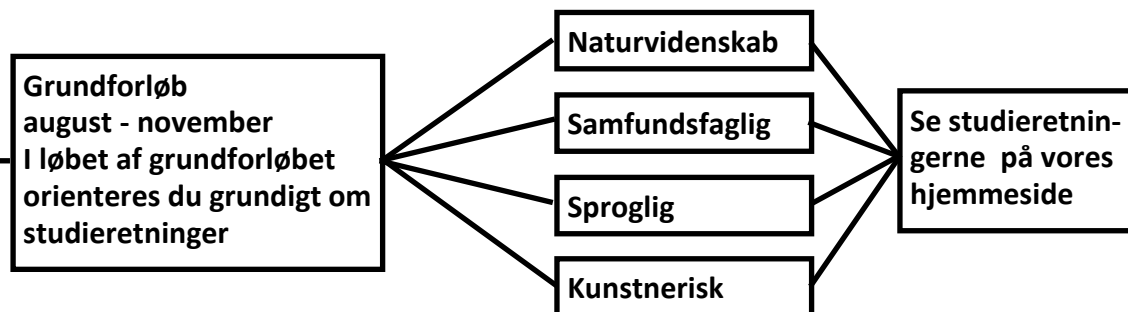 Grundforløb
august - november
I løbet af grundforløbet
orienteres du grundigt om
studieretninger
Naturvidenskab
Samfundsfaglig
Sproglig
Kunstnerisk
Se studieretnin-
gerne  på vores
hjemmeside